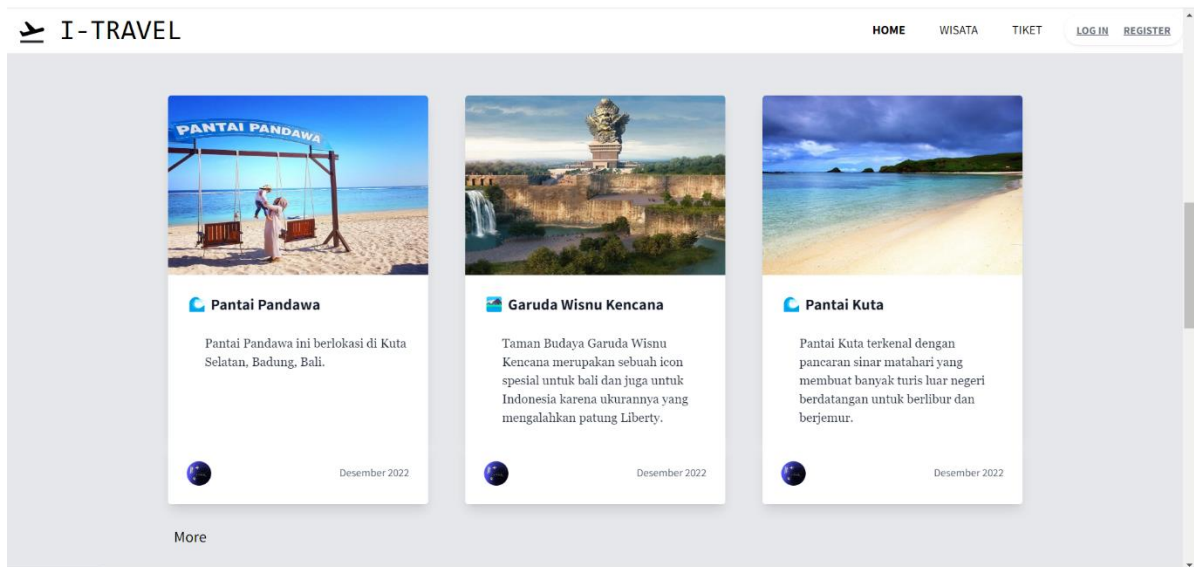 I-TRAVEL
HOME WISATA TIKET LOG IN REGISTER
PANTAI PANDAWA
Pantai Pandawa
Pantai Pandawa ini berlokasi di Kuta
Selatan, Badung, Bali.
Desember 2022
Garuda Wisnu Kencana
Taman Budaya Garuda Wisnu
Kencana merupakan sebuah icon
spesial untuk bali dan juga untuk
Indonesia karena ukurannya yang
mengalahkan patung Liberty.
Desember 2022
Pantai Kuta
Pantai Kuta terkenal dengan
pancaran sinar matahari yang
membuat banyak turis luar negeri
berdatangan untuk berlibur dan
berjemur.
Desember 2022
More